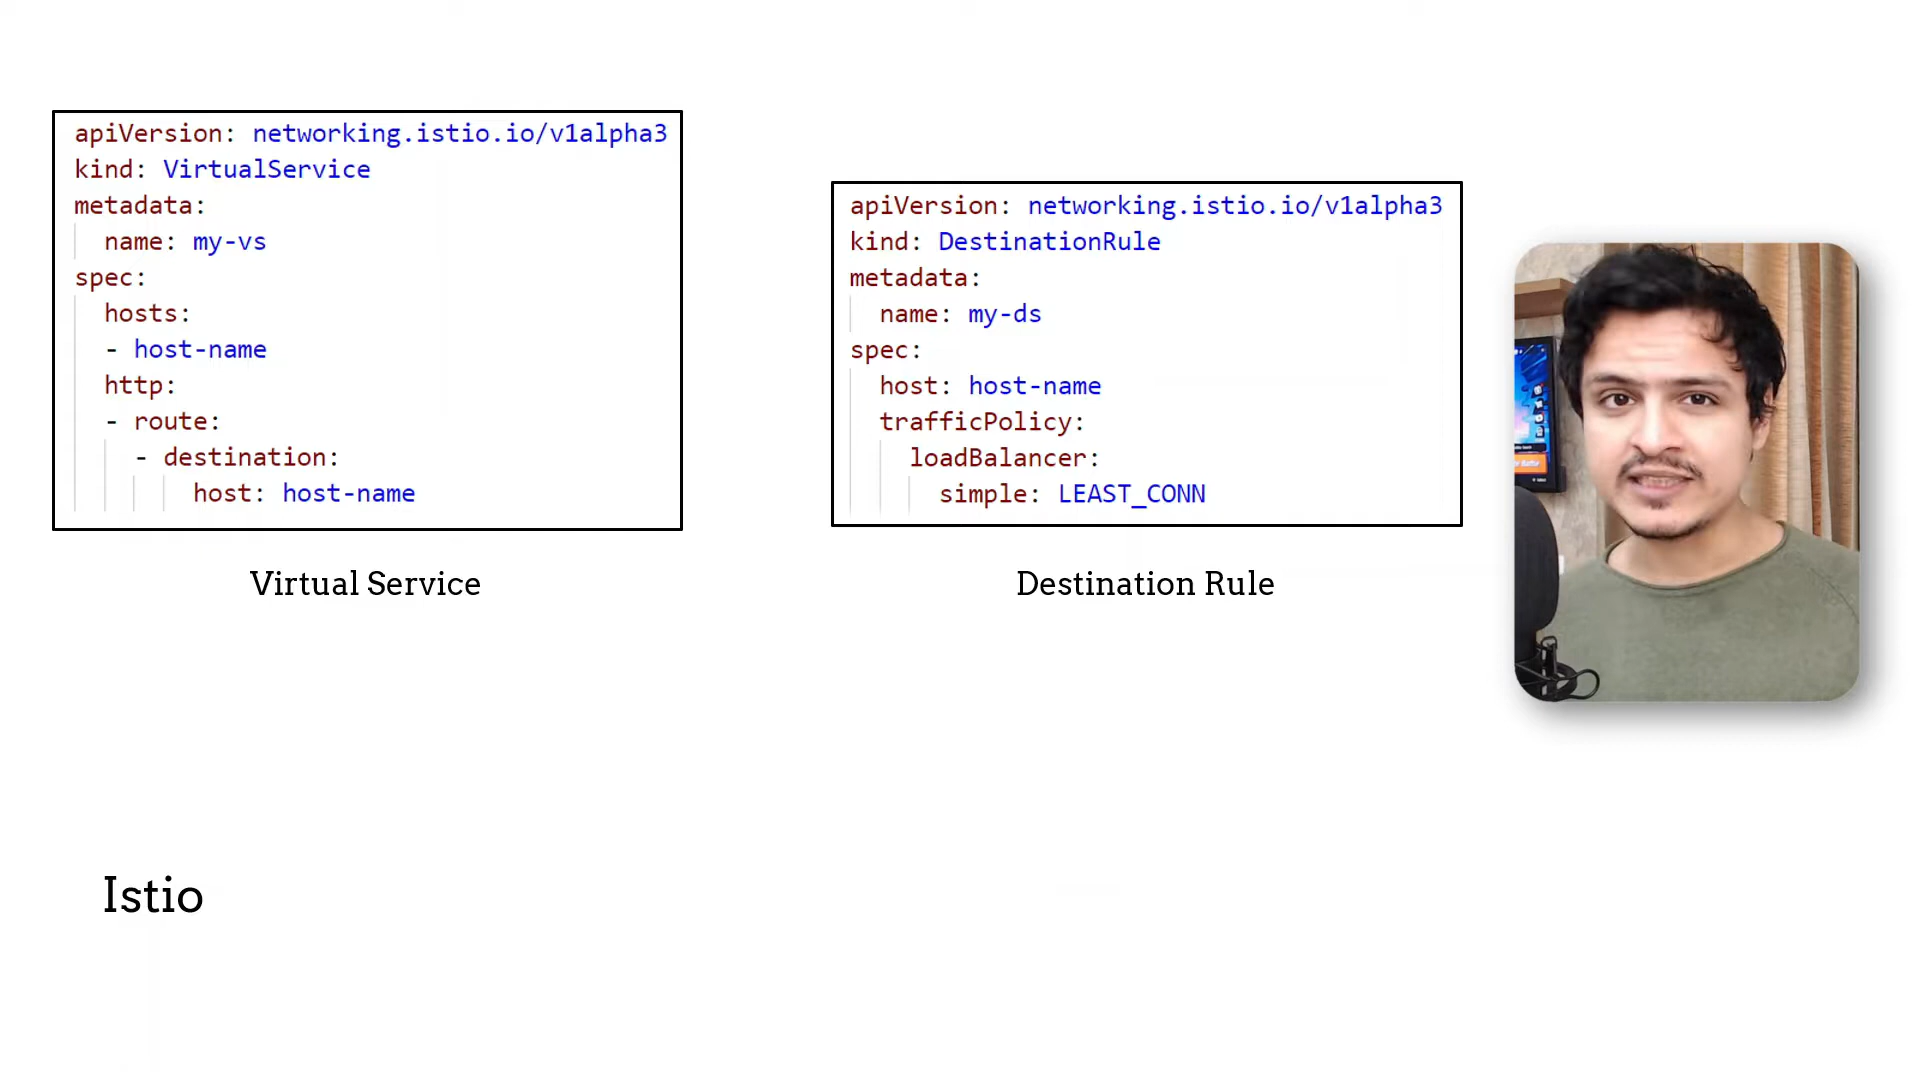 apiVersion: networking.istio.io/v1alpha3
kind: VirtualService
metadata:
  name: my-vs
spec:
  hosts:
  - host-name
  http:
  - route:
    - destination:
        host: host-name
Virtual Service
apiVersion: networking.istio.io/v1alpha3
kind: DestinationRule
metadata:
  name: my-ds
spec:
  host: host-name
  trafficPolicy:
    loadBalancer:
      simple: LEAST_CONN
Destination Rule
Istio